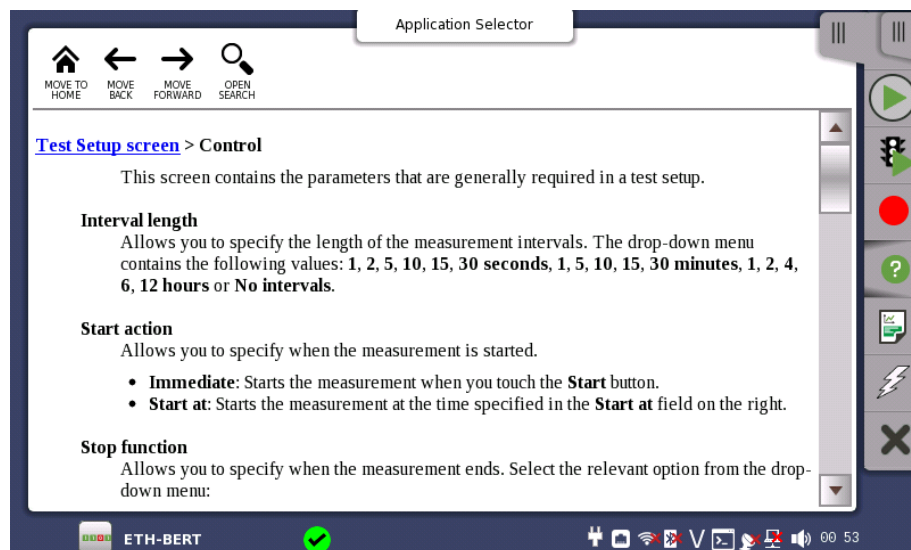 Application Selector
MOVE TO HOME
MOVE BACK
MOVE FORWARD
OPEN SEARCH
Test Setup screen > Control
This screen contains the parameters that are generally required in a test setup.
Interval length
Allows you to specify the length of the measurement intervals. The drop-down menu
contains the following values: 1, 2, 5, 10, 15, 30 seconds, 1, 5, 10, 15, 30 minutes, 1, 2, 4,
6, 12 hours or No intervals.
Start action
Allows you to specify when the measurement is started.
• Immediate: Starts the measurement when you touch the Start button.
• Start at: Starts the measurement at the time specified in the Start at field on the right.
Stop function
Allows you to specify when the measurement ends. Select the relevant option from the drop-
down menu:
ETH-BERT
00 53